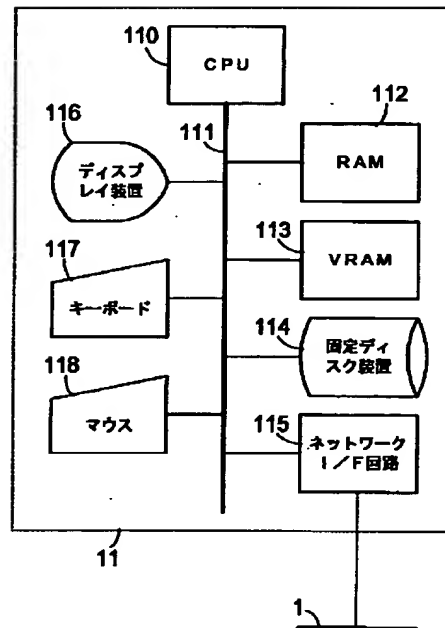 110
CPU
116
111
112
ディスプ
レイ装置
RAM
117
113
キーボード
VRAM
114
118
固定ディ
スク装置
マウス
115
ネットワーク
I/F回路
11
1